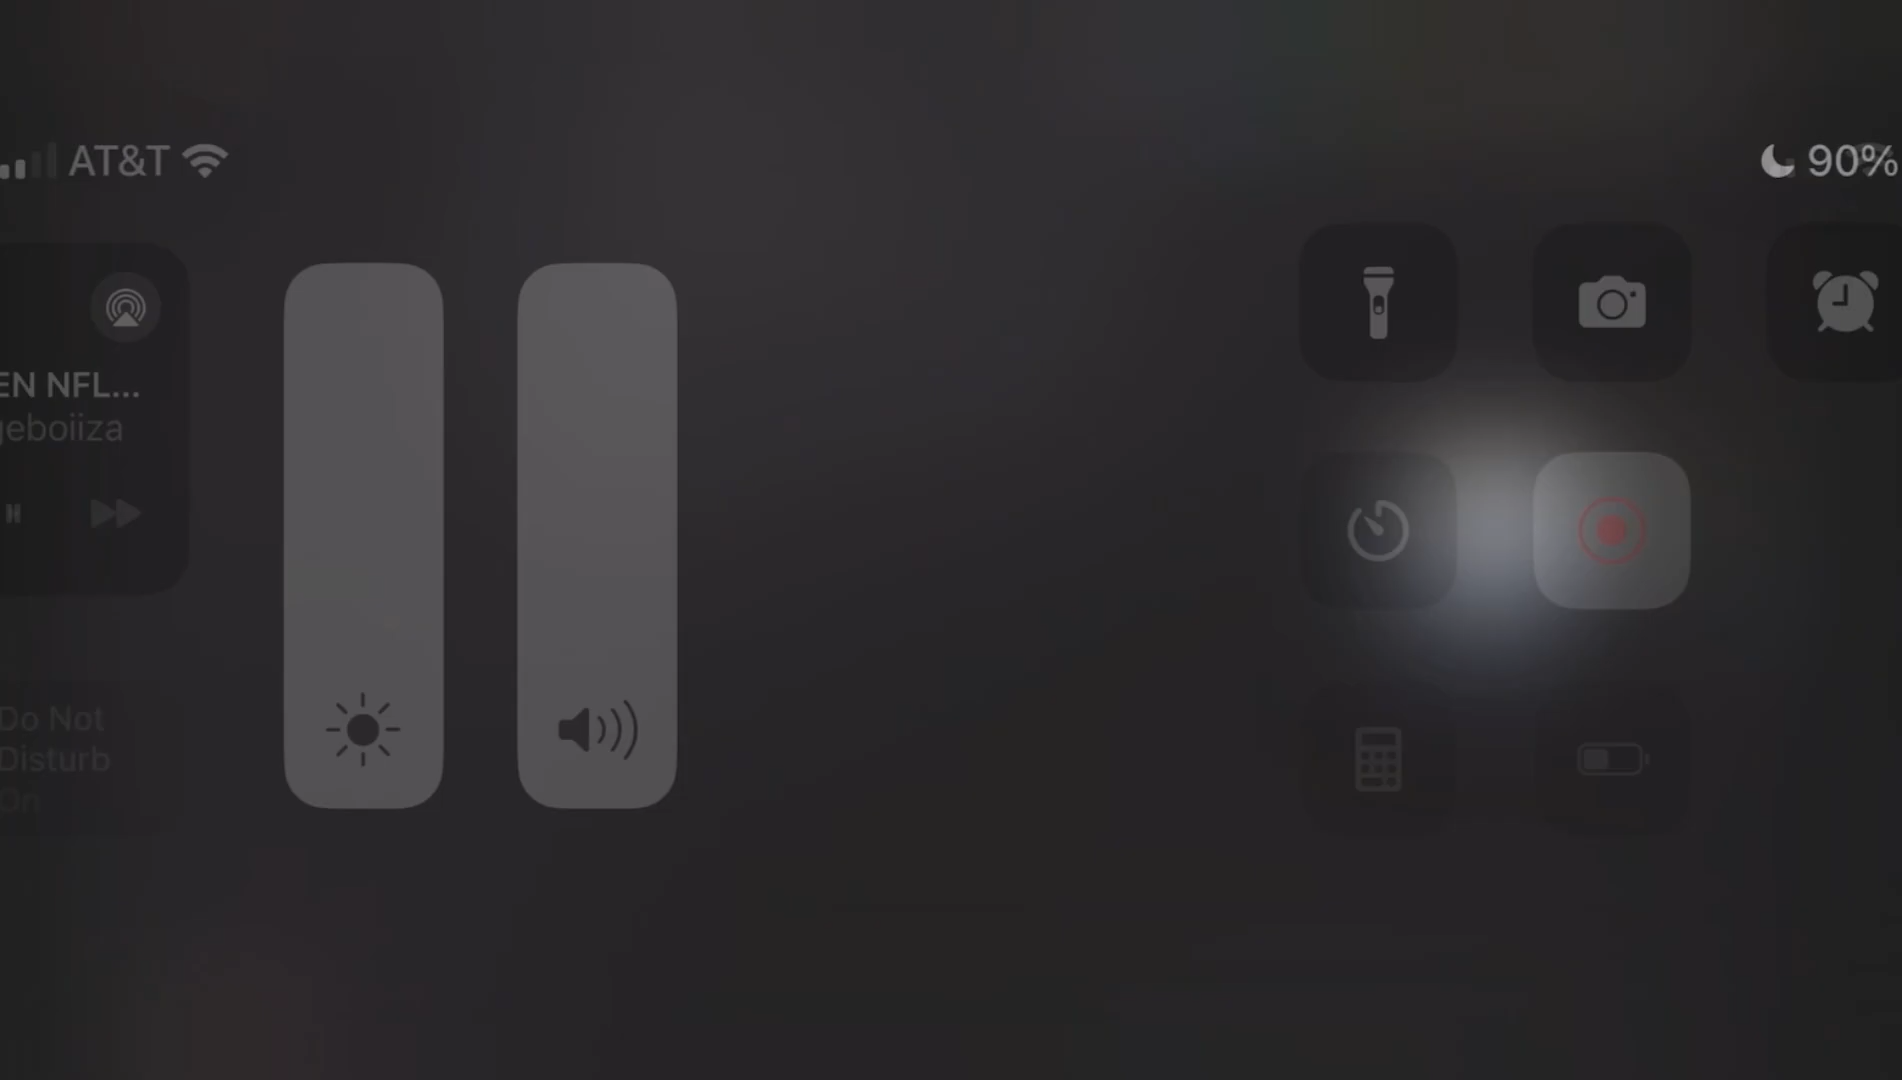 AT&T
90%
EN NFL...
geboiiza
Do Not
Disturb
On